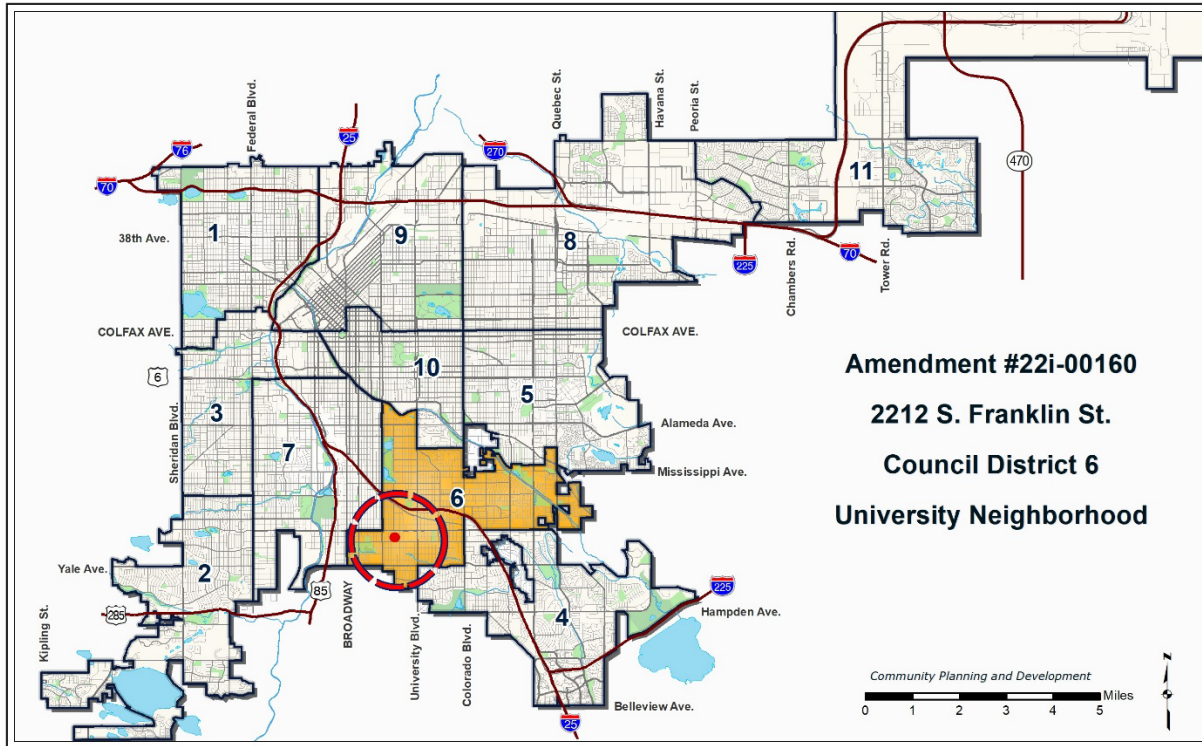 Federal Blvd.
Quebec St.
Havana St.
Peoria St.
76
25
270
70
470
11
1
9
8
38th Ave.
225
Chambers Rd.
70
Tower Rd.
COLFAX AVE.
COLFAX AVE.
6
10
5
3
Sheridan Blvd.
7
Alameda Ave.
Mississippi Ave.
6
Amendment #22i-00160
2212 S. Franklin St.
Council District 6
University Neighborhood
Yale Ave.
2
85
285
Kipling St.
BROADWAY
University Blvd.
Colorado Blvd.
4
225
Hampden Ave.
Belleview Ave.
25
Community Planning and Development
Miles
0 1 2 3 4 5
N